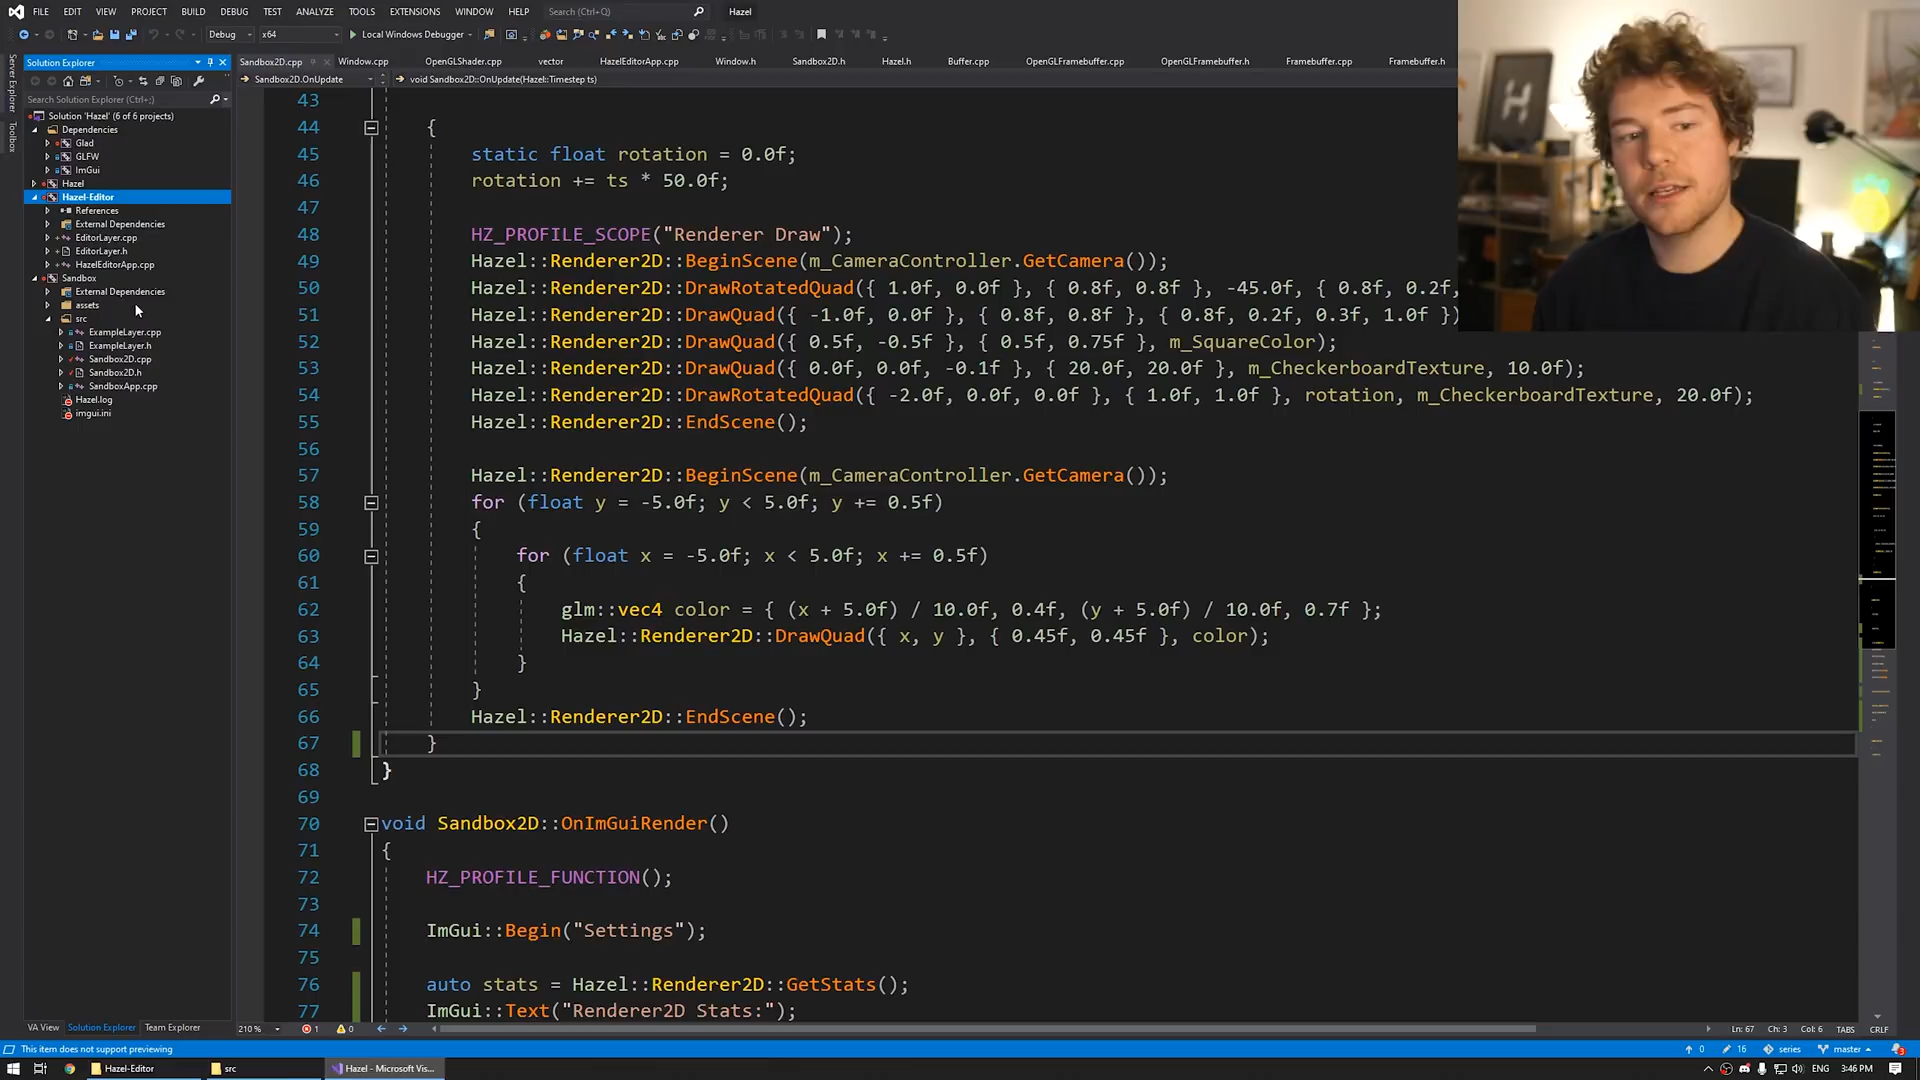 FILE EDIT VIEW PROJECT BUILD DEBUG TEST ANALYZE TOOLS EXTENSIONS WINDOW HELP Search (Ctrl+Q) Hazel
Debug x64 Local Windows Debugger
Server Explorer
Toolbox
Solution Explorer
Search Solution Explorer (Ctrl+;)
Solution 'Hazel' (6 of 6 projects)
Dependencies
Glad
GLFW
ImGui
Hazel
Hazel-Editor
References
External Dependencies
EditorLayer.cpp
EditorLayer.h
HazelEditorApp.cpp
Sandbox
External Dependencies
assets
src
ExampleLayer.cpp
ExampleLayer.h
Sandbox2D.cpp
Sandbox2D.h
SandboxApp.cpp
Hazel.log
imgui.ini
VA View Solution Explorer Team Explorer
Sandbox2D.cpp Window.cpp OpenGLShader.cpp vector HazelEditorApp.cpp Window.h Sandbox2D.h Hazel.h Buffer.cpp OpenGLFramebuffer.cpp OpenGLFramebuffer.h Framebuffer.cpp Framebuffer.h
Sandbox2D.OnUpdate void Sandbox2D::OnUpdate(Hazel::Timestep ts)
43
44 {
45 static float rotation = 0.0f;
46 rotation += ts * 50.0f;
47
48 HZ_PROFILE_SCOPE("Renderer Draw");
49 Hazel::Renderer2D::BeginScene(m_CameraController.GetCamera());
50 Hazel::Renderer2D::DrawRotatedQuad({ 1.0f, 0.0f }, { 0.8f, 0.8f }, -45.0f, { 0.8f, 0.2f,
51 Hazel::Renderer2D::DrawQuad({ -1.0f, 0.0f }, { 0.8f, 0.8f }, { 0.8f, 0.2f, 0.3f, 1.0f })
52 Hazel::Renderer2D::DrawQuad({ 0.5f, -0.5f }, { 0.5f, 0.75f }, m_SquareColor);
53 Hazel::Renderer2D::DrawQuad({ 0.0f, 0.0f, -0.1f }, { 20.0f, 20.0f }, m_CheckerboardTexture, 10.0f);
54 Hazel::Renderer2D::DrawRotatedQuad({ -2.0f, 0.0f, 0.0f }, { 1.0f, 1.0f }, rotation, m_CheckerboardTexture, 20.0f);
55 Hazel::Renderer2D::EndScene();
56
57 Hazel::Renderer2D::BeginScene(m_CameraController.GetCamera());
58 for (float y = -5.0f; y < 5.0f; y += 0.5f)
59 {
60 for (float x = -5.0f; x < 5.0f; x += 0.5f)
61 {
62 glm::vec4 color = { (x + 5.0f) / 10.0f, 0.4f, (y + 5.0f) / 10.0f, 0.7f };
63 Hazel::Renderer2D::DrawQuad({ x, y }, { 0.45f, 0.45f }, color);
64 }
65 }
66 Hazel::Renderer2D::EndScene();
67 }
68 }
69
70 void Sandbox2D::OnImGuiRender()
71 {
72 HZ_PROFILE_FUNCTION();
73
74 ImGui::Begin("Settings");
75
76 auto stats = Hazel::Renderer2D::GetStats();
77 ImGui::Text("Renderer2D Stats:");
210 % 1 0 Ln: 67 Ch: 3 Col: 6 TABS CRLF
This item does not support previewing 0 16 series master 3
Hazel-Editor src Hazel - Microsoft Vis... ENG 3:46 PM